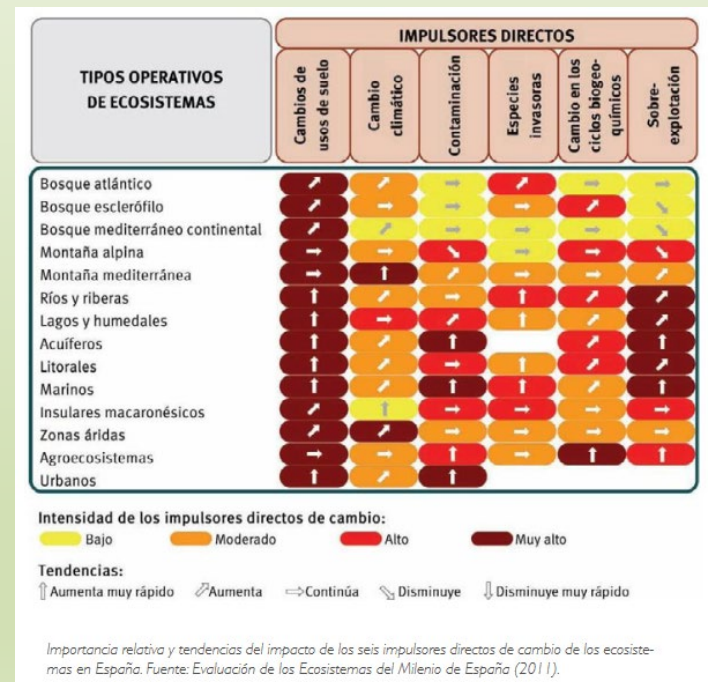 IMPULSORES DIRECTOS
TIPOS OPERATIVOS
DE ECOSISTEMAS
Cambios de
usos de suelo
Cambio
climático
Contaminación
Especies
invasoras
Cambio en los
ciclos biogeo-
químicos
Sobre-
explotación
Bosque atlántico
Bosque esclerófilo
Bosque mediterráneo continental
Montaña alpina
Montaña mediterránea
Ríos y riberas
Lagos y humedales
Acuíferos
Litorales
Marinos
Insulares macaronésicos
Zonas áridas
Agroecosistemas
Urbanos
Intensidad de los impulsores directos de cambio:
Bajo Moderado Alto Muy alto
Tendencias:
Aumenta muy rápido Aumenta Continúa Disminuye Disminuye muy rápido
Importancia relativa y tendencias del impacto de los seis impulsores directos de cambio de los ecosiste-
mas en España. Fuente: Evaluación de los Ecosistemas del Milenio de España (2011).